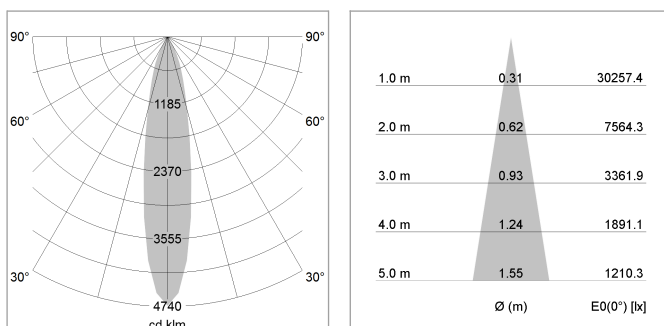 90° 90°
1185
60° 60°
2370
3555
30° 30°
4740
cd klm
1.0 m 0.31 30257.4
2.0 m 0.62 7564.3
3.0 m 0.93 3361.9
4.0 m 1.24 1891.1
5.0 m 1.55 1210.3
Ø (m) E0(0°) [lx]